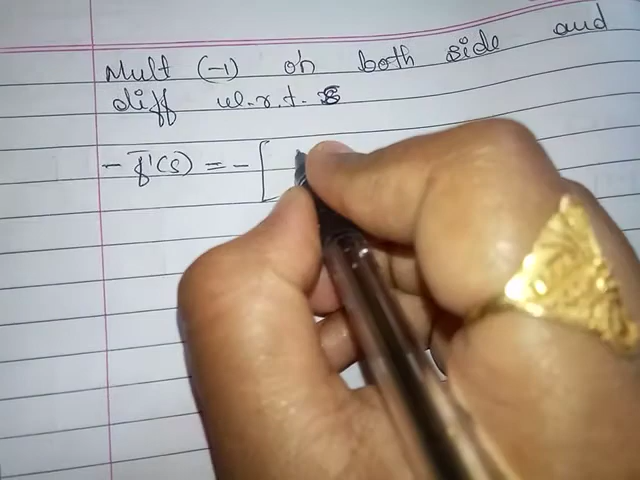 Mult (-1) on both side and
diff w.r.t. s
- f̄'(s) = - [